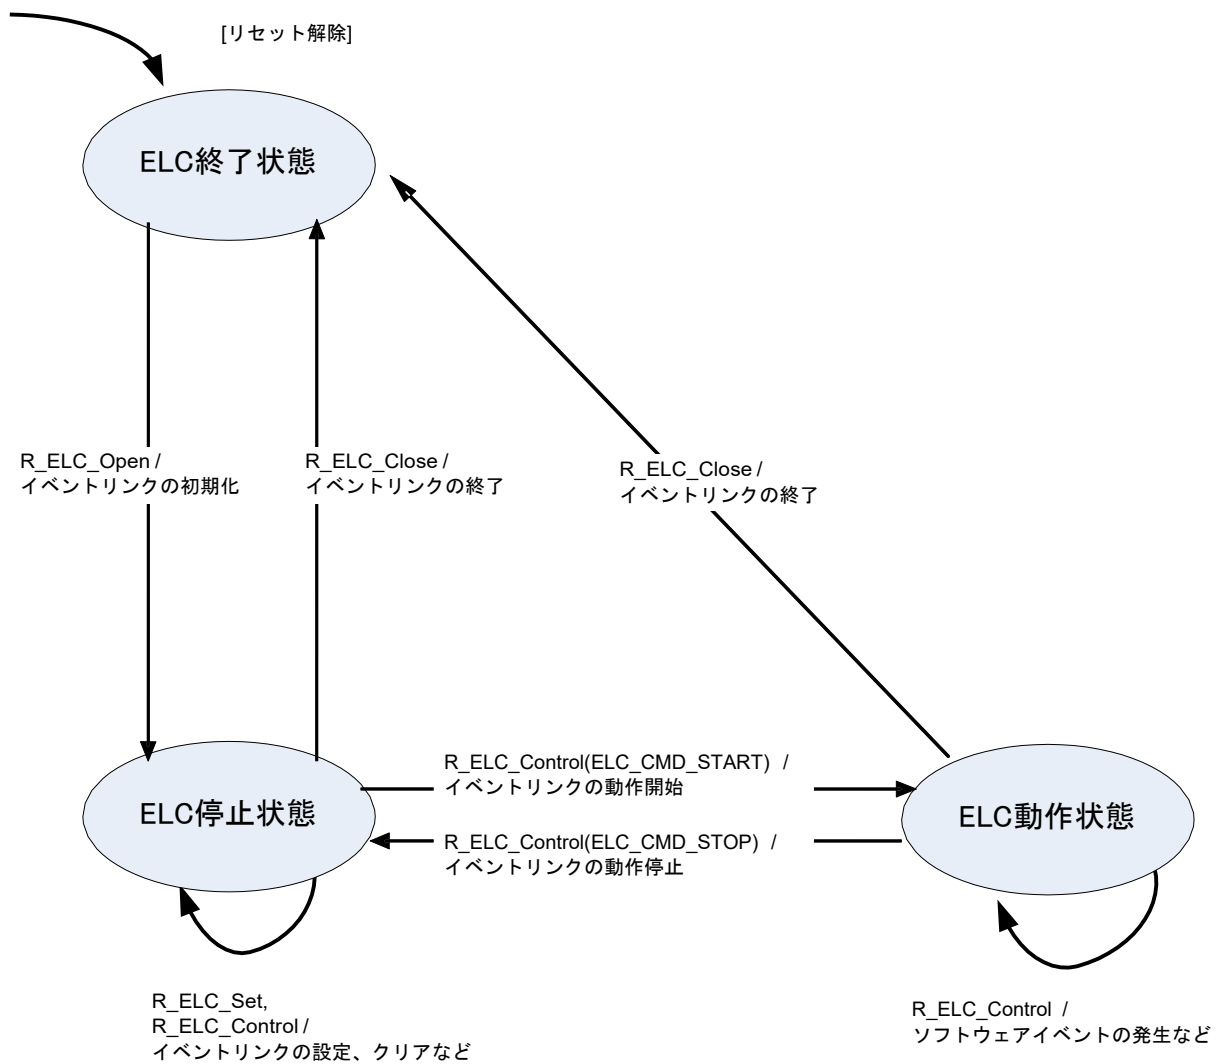 [リセット解除]
ELC終了状態
R_ELC_Open /
イベントリンクの初期化
R_ELC_Close /
イベントリンクの終了
R_ELC_Close /
イベントリンクの終了
ELC停止状態
R_ELC_Control(ELC_CMD_START) /
イベントリンクの動作開始
R_ELC_Control(ELC_CMD_STOP) /
イベントリンクの動作停止
ELC動作状態
R_ELC_Set,
R_ELC_Control /
イベントリンクの設定、クリアなど
R_ELC_Control /
ソフトウェアイベントの発生など